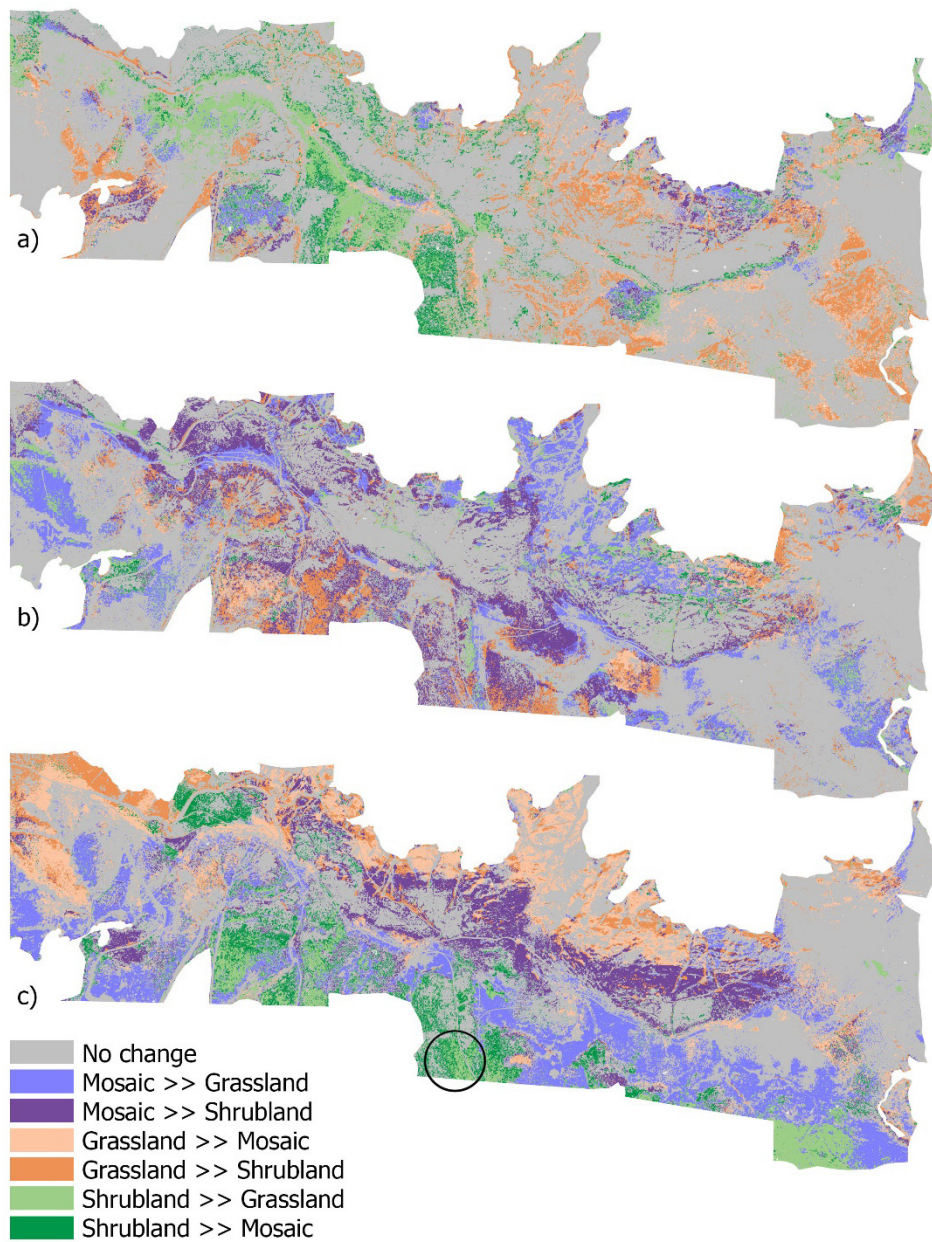 a)
b)
c)
No change
Mosaic >> Grassland
Mosaic >> Shrubland
Grassland >> Mosaic
Grassland >> Shrubland
Shrubland >> Grassland
Shrubland >> Mosaic